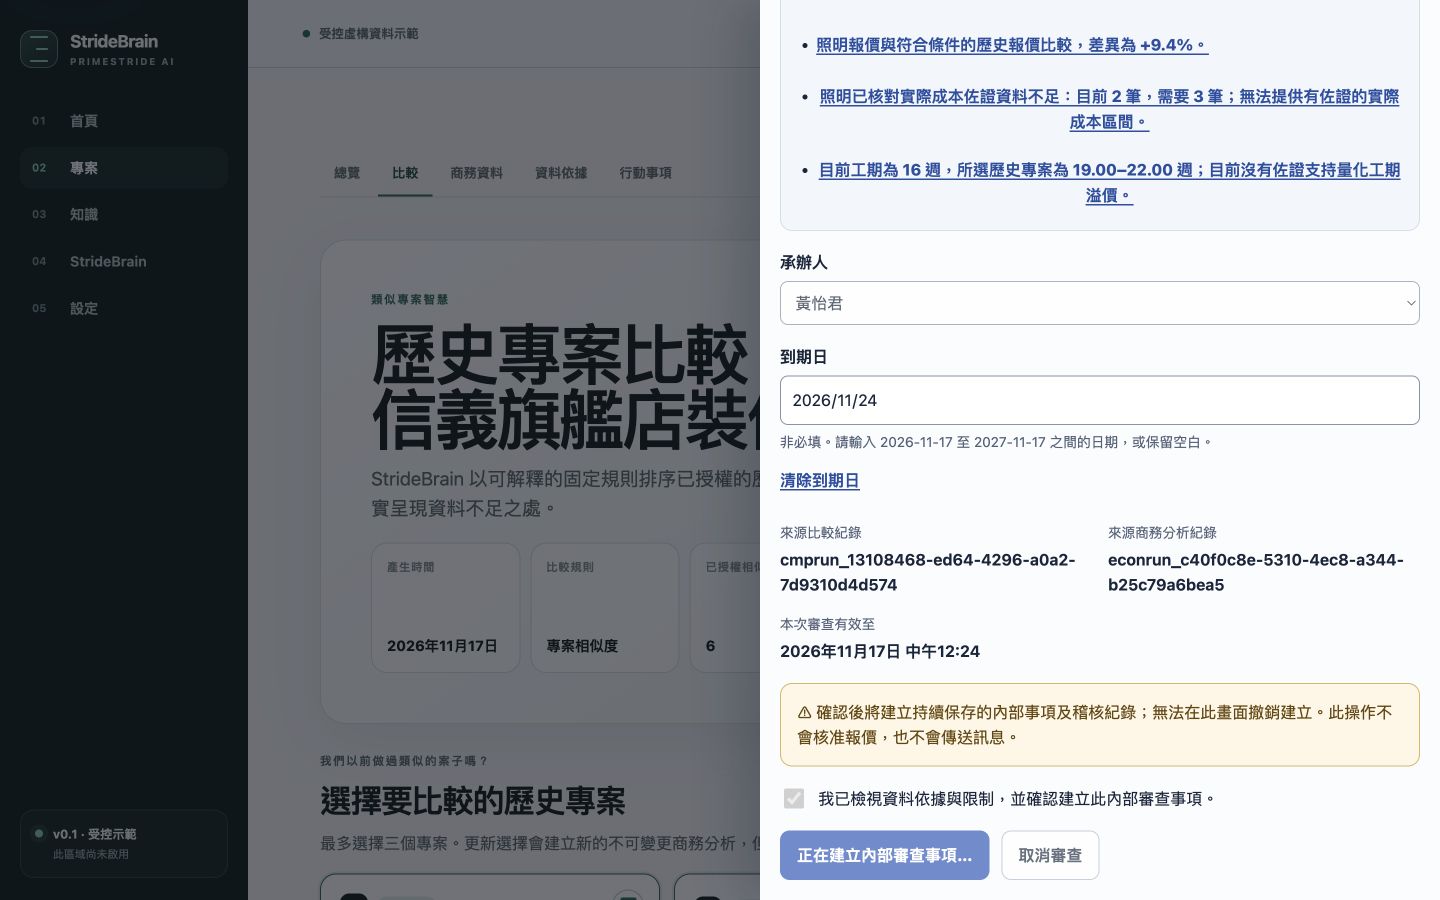 StrideBrain
PRIMESTRIDE AI
01 首頁
02 專案
03 知識
04 StrideBrain
05 設定
v0.1 · 受控示範
此區域尚未啟用
受控虛構資料示範
總覽 比較 商務資料 資料依據 行動事項
類似專案智慧
歷史專案比較
信義旗艦店裝
StrideBrain 以可解釋的固定規則排序已授權的
實呈現資料不足之處。
產生時間
2026年11月17日
比較規則
專案相似度
已授權相
6
我們以前做過類似的案子嗎？
選擇要比較的歷史專案
最多選擇三個專案。更新選擇會建立新的不可變更商務分析，
• 照明報價與符合條件的歷史報價比較，差異為 +9.4%。
• 照明已核對實際成本佐證資料不足：目前 2 筆，需要 3 筆；無法提供有佐證的實際
成本區間。
• 目前工期為 16 週，所選歷史專案為 19.00–22.00 週；目前沒有佐證支持量化工期
溢價。
承辦人
黃怡君
到期日
2026/11/24
非必填。請輸入 2026-11-17 至 2027-11-17 之間的日期，或保留空白。
清除到期日
來源比較紀錄
cmprun_13108468-ed64-4296-a0a2-
7d9310d4d574
來源商務分析紀錄
econrun_c40f0c8e-5310-4ec8-a344-
b25c79a6bea5
本次審查有效至
2026年11月17日 中午12:24
⚠ 確認後將建立持續保存的內部事項及稽核紀錄；無法在此畫面撤銷建立。此操作不
會核准報價，也不會傳送訊息。
我已檢視資料依據與限制，並確認建立此內部審查事項。
正在建立內部審查事項...
取消審查